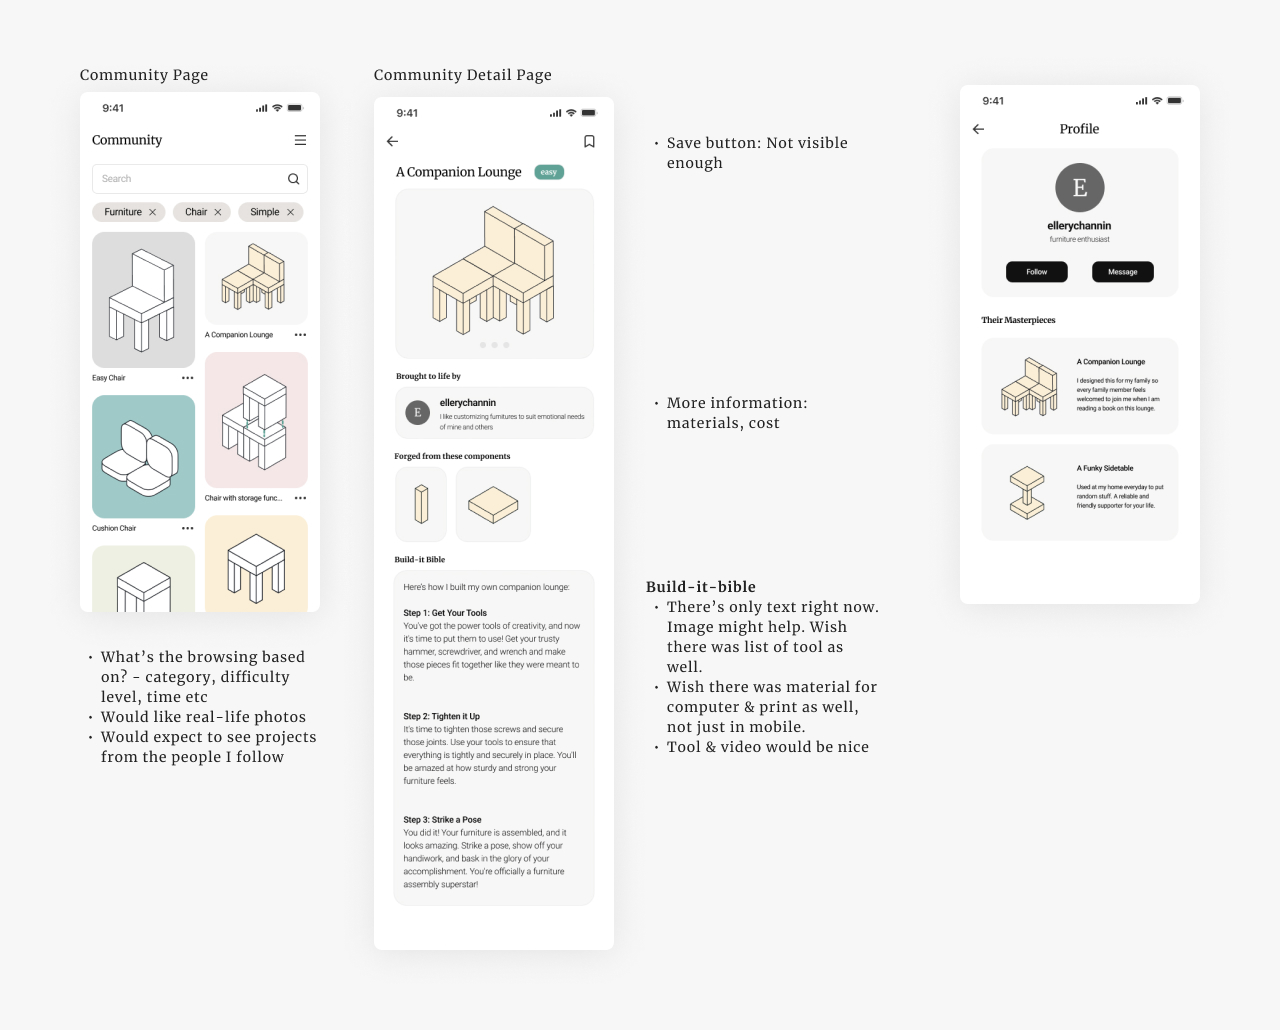 Community Page
9:41
Community
Search
Furniture
Chair
Simple
Easy Chair
A Companion Lounge
Cushion Chair
Chair with storage func...
• What's the browsing based
on? - category, difficulty
level, time etc
• Would like real-life photos
• Would expect to see projects
from the people I follow
Community Detail Page
9:41
A Companion Lounge
easy
Brought to life by
E
ellerychannin
I like customizing furnitures to suit emotional needs
of mine and others
Forged from these components
Build-it Bible
Here's how I built my own companion lounge:
Step 1: Get Your Tools
You've got the power tools of creativity, and now
it's time to put them to use! Get your trusty
hammer, screwdriver, and wrench and make
those pieces fit together like they were meant to
be.
Step 2: Tighten it Up
It's time to tighten those screws and secure
those joints. Use your tools to ensure that
everything is tightly and securely in place. You'll
be amazed at how sturdy and strong your
furniture feels.
Step 3: Strike a Pose
You did it! Your furniture is assembled, and it
looks amazing. Strike a pose, show off your
handiwork, and bask in the glory of your
accomplishment. You're officially a furniture
assembly superstar!
• Save button: Not visible
enough
• More information:
materials, cost
Build-it-bible
• There's only text right now.
Image might help. Wish
there was list of tool as
well.
• Wish there was material for
computer & print as well,
not just in mobile.
• Tool & video would be nice
9:41
Profile
E
ellerychannin
furniture enthusiast
Follow
Message
Their Masterpieces
A Companion Lounge
I designed this for my family so
every family member feels
welcomed to join me when I am
reading a book on this lounge.
A Funky Sidetable
Used at my home everyday to put
random stuff. A reliable and
friendly supporter for your life.